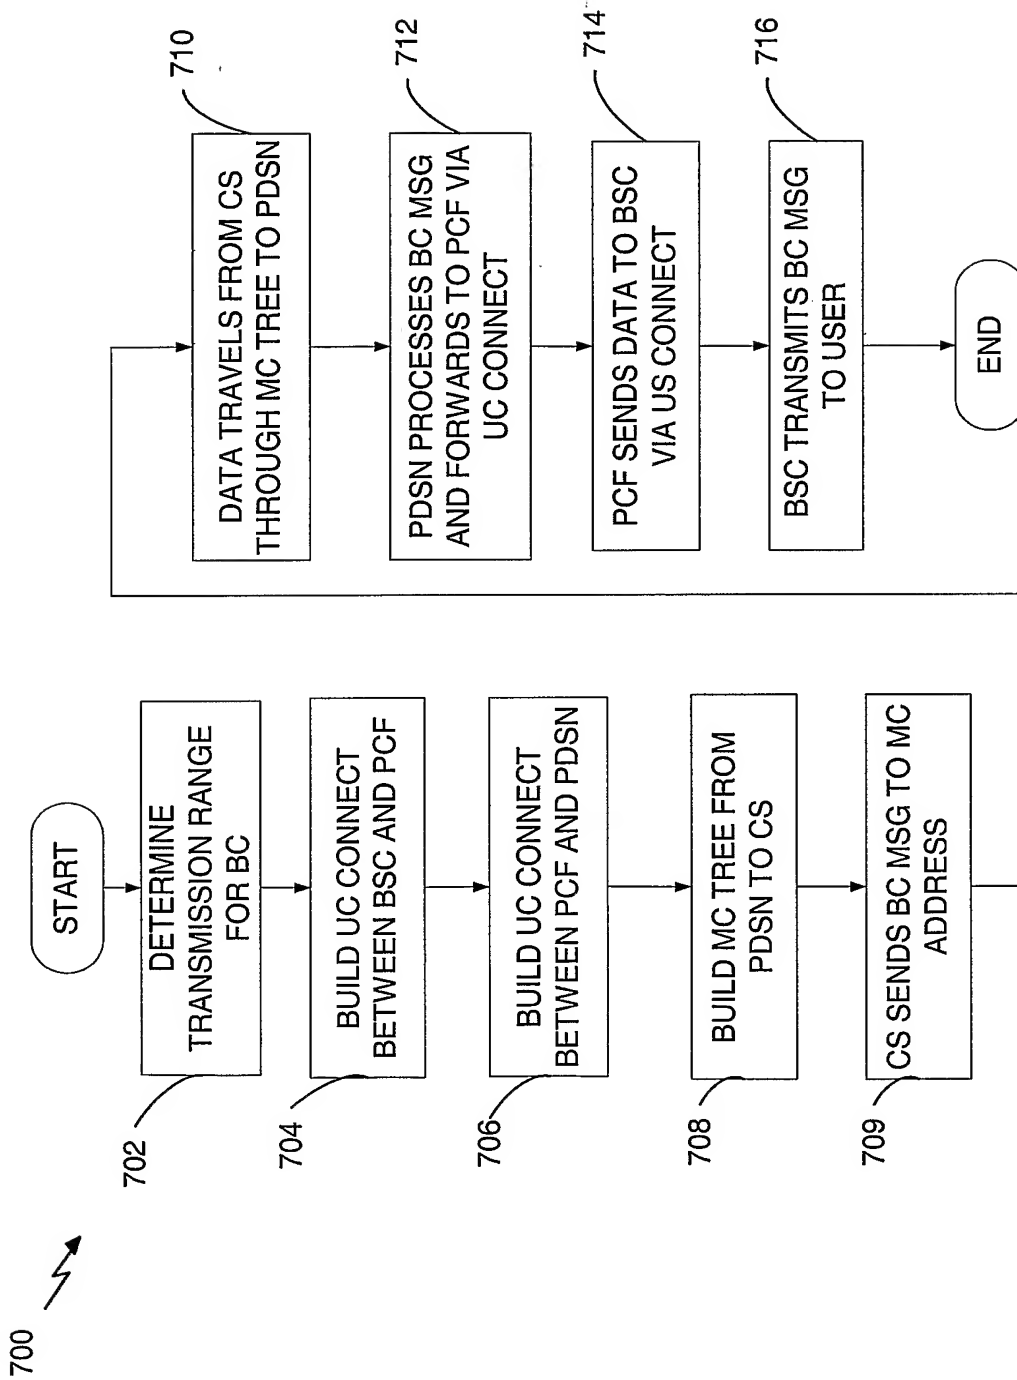 700
START
702
DETERMINE
TRANSMISSION RANGE
FOR BC
704
BUILD UC CONNECT
BETWEEN BSC AND PCF
706
BUILD UC CONNECT
BETWEEN PCF AND PDSN
708
BUILD MC TREE FROM
PDSN TO CS
709
CS SENDS BC MSG TO MC
ADDRESS
710
DATA TRAVELS FROM CS
THROUGH MC TREE TO PDSN
712
PDSN PROCESSES BC MSG
AND FORWARDS TO PCF VIA
UC CONNECT
714
PCF SENDS DATA TO BSC
VIA US CONNECT
716
BSC TRANSMITS BC MSG
TO USER
END